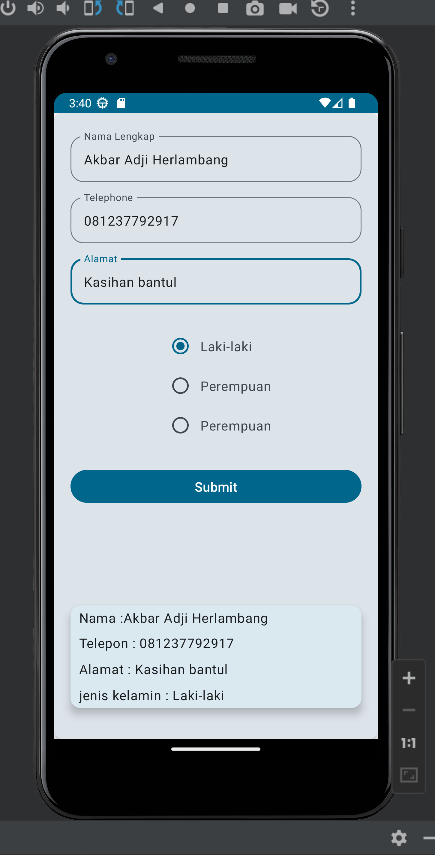 3:40
Nama Lengkap
Akbar Adji Herlambang
Telephone
081237792917
Alamat
Kasihan bantul
Laki-laki
Perempuan
Perempuan
Submit
Nama :Akbar Adji Herlambang
Telepon : 081237792917
Alamat : Kasihan bantul
jenis kelamin : Laki-laki
1:1